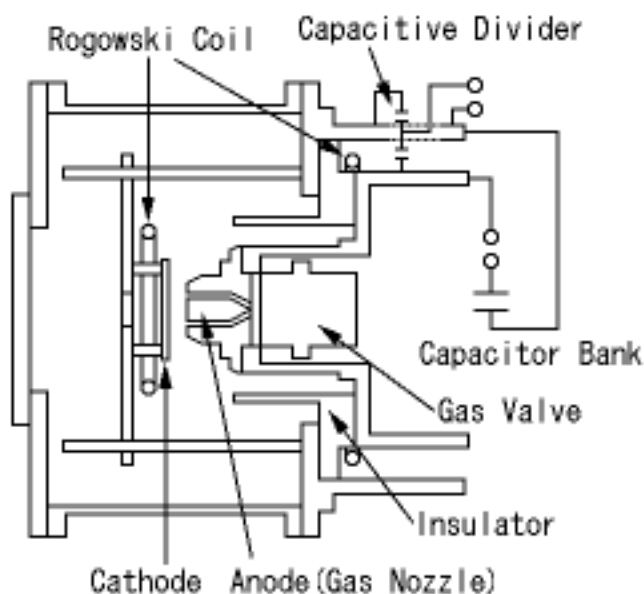 Capacitive Divider
Rogowski Coil
Capacitor Bank
Gas Valve
Insulator
Cathode
Anode(Gas Nozzle)